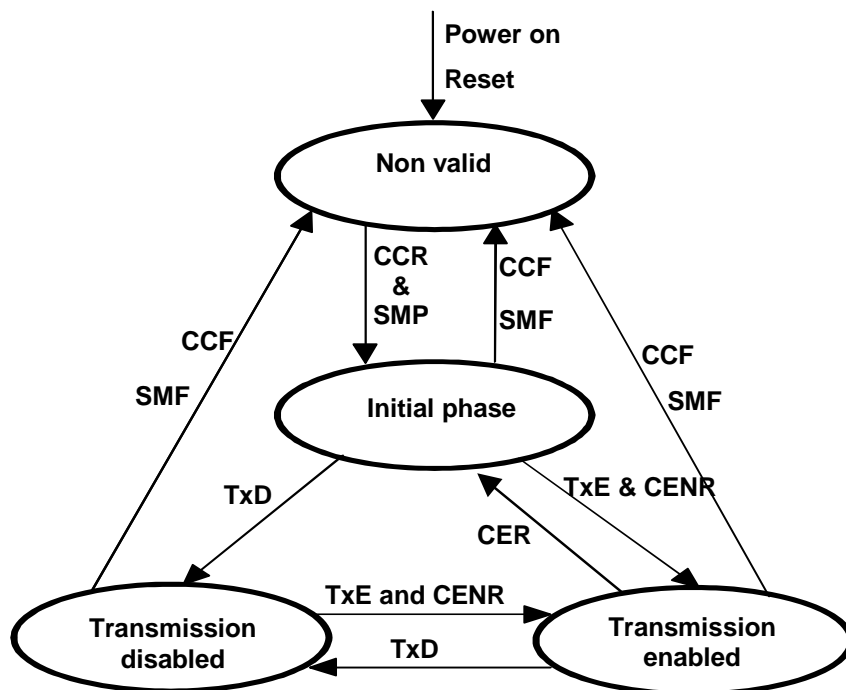 Power on
Reset
Non valid
CCR
&
SMP
CCF
SMF
CCF
SMF
CCF
SMF
Initial phase
TxD
TxE & CENR
CER
TxE and CENR
Transmission
disabled
TxD
Transmission
enabled